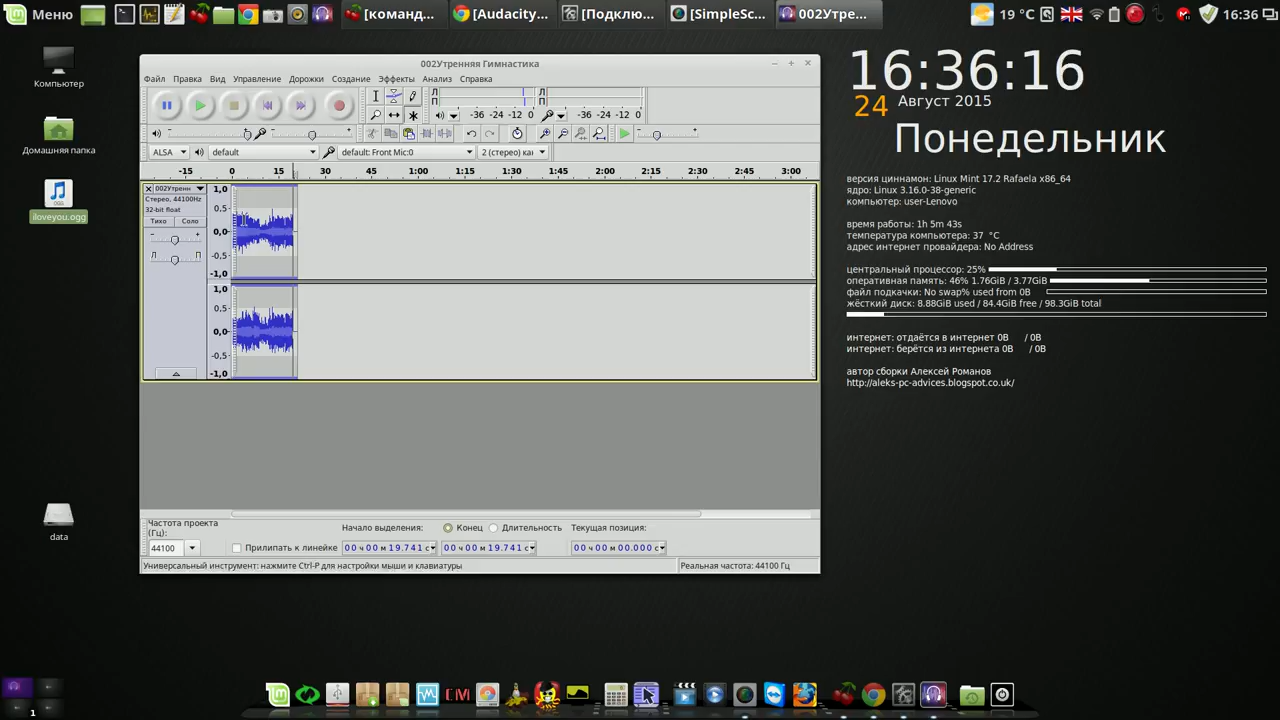 Меню
[команд...
[Audacity...
[Подклю...
[SimpleSc...
002Утре...
19 °C
16:36
Компьютер
Домашняя папка
iloveyou.ogg
data
002Утренняя Гимнастика
Файл Правка Вид Управление Дорожки Создание Эффекты Анализ Справка
Л
П
-36 -24 -12 0
Л
П
-36 -24 -12 0
ALSA default default: Front Mic:0 2 (стерео) кан
-15 0 15 30 45 1:00 1:15 1:30 1:45 2:00 2:15 2:30 2:45 3:00
002Утренн
Стерео, 44100Hz
32-bit float
Тихо Соло
- +
Л П
1,0
0,5
0,0
-0,5
-1,0
1,0
0,5
0,0
-0,5
-1,0
Частота проекта
(Гц):
44100
Прилипать к линейке
Начало выделения:
Конец
Длительность
Текущая позиция:
00 ч 00 м 19.741 с
00 ч 00 м 19.741 с
00 ч 00 м 00.000 с
Универсальный инструмент: нажмите Ctrl-P для настройки мыши и клавиатуры
Реальная частота: 44100 Гц
16:36:16
24 Август 2015
Понедельник
версия циннамон: Linux Mint 17.2 Rafaela x86_64
ядро: Linux 3.16.0-38-generic
компьютер: user-Lenovo
время работы: 1h 5m 43s
температура компьютера: 37 °C
адрес интернет провайдера: No Address
центральный процессор: 25%
оперативная память: 46% 1.76GiB / 3.77GiB
файл подкачки: No swap% used from 0B
жёсткий диск: 8.88GiB used / 84.4GiB free / 98.3GiB total
интернет: отдаётся в интернет 0B / 0B
интернет: берётся из интернета 0B / 0B
автор сборки Алексей Романов
http://aleks-pc-advices.blogspot.co.uk/
1